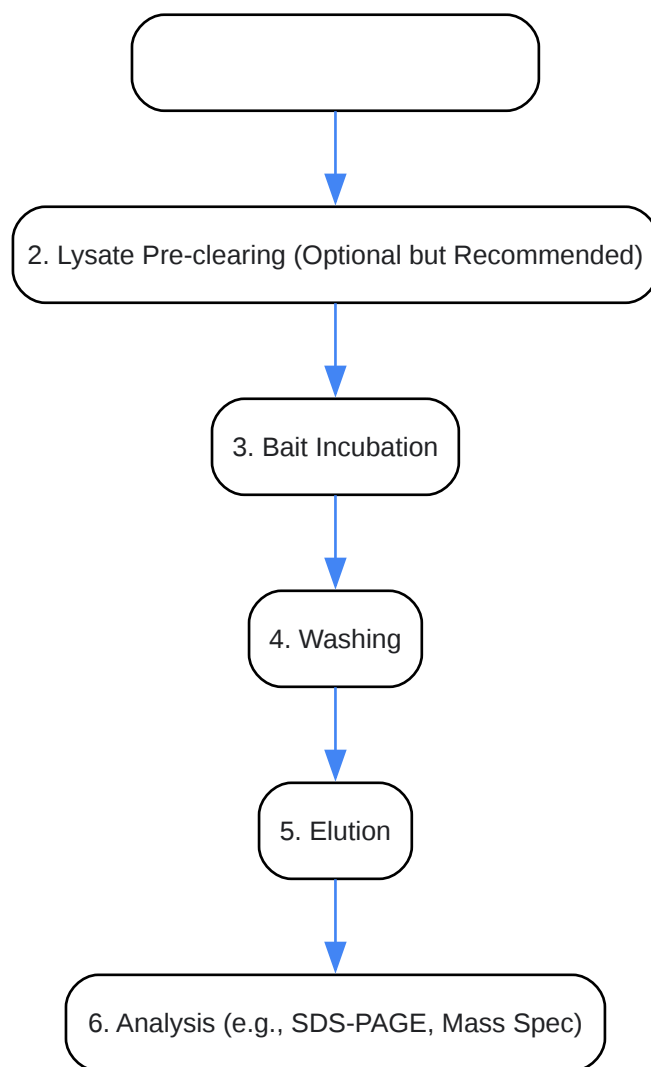 2. Lysate Pre-clearing (Optional but Recommended)
3. Bait Incubation
4. Washing
5. Elution
6. Analysis (e.g., SDS-PAGE, Mass Spec)